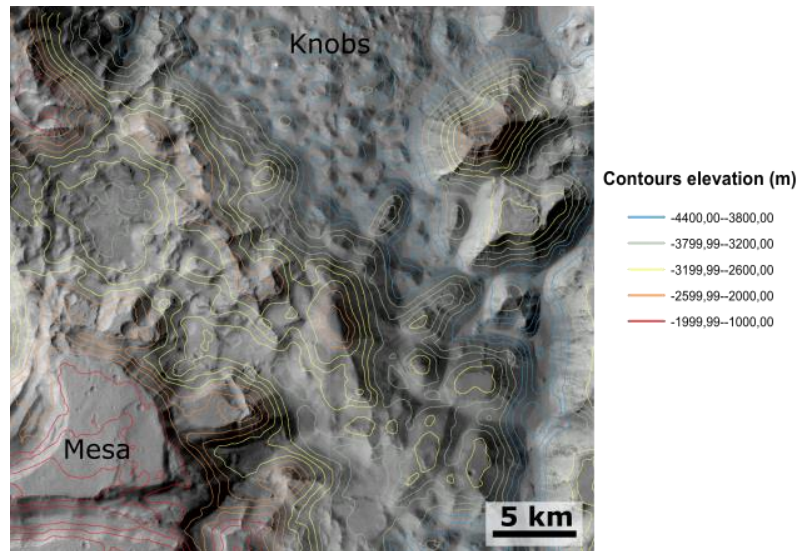 Knobs
Mesa
5 km
Contours elevation (m)
-4400,00--3800,00
-3799,99--3200,00
-3199,99--2600,00
-2599,99--2000,00
-1999,99--1000,00